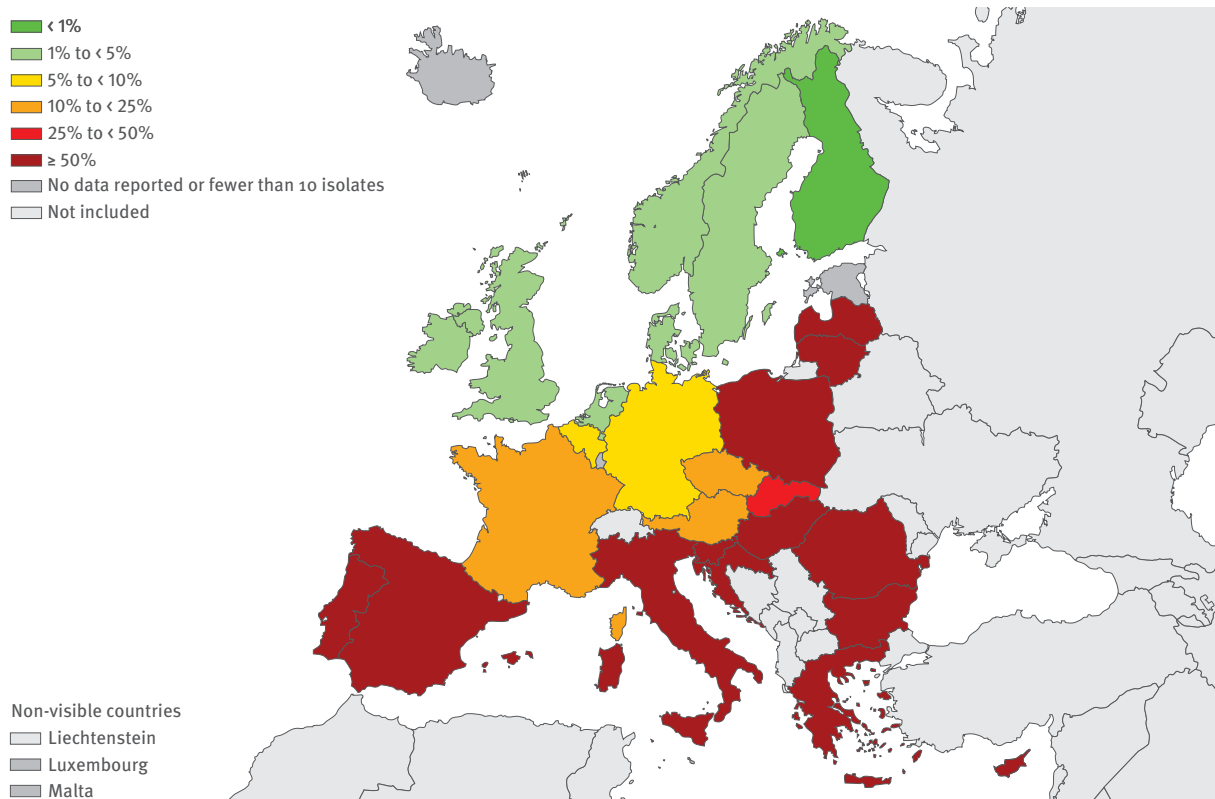 < 1%
1% to < 5%
5% to < 10%
10% to < 25%
25% to < 50%
≥ 50%
No data reported or fewer than 10 isolates
Not included
Non-visible countries
Liechtenstein
Luxembourg
Malta